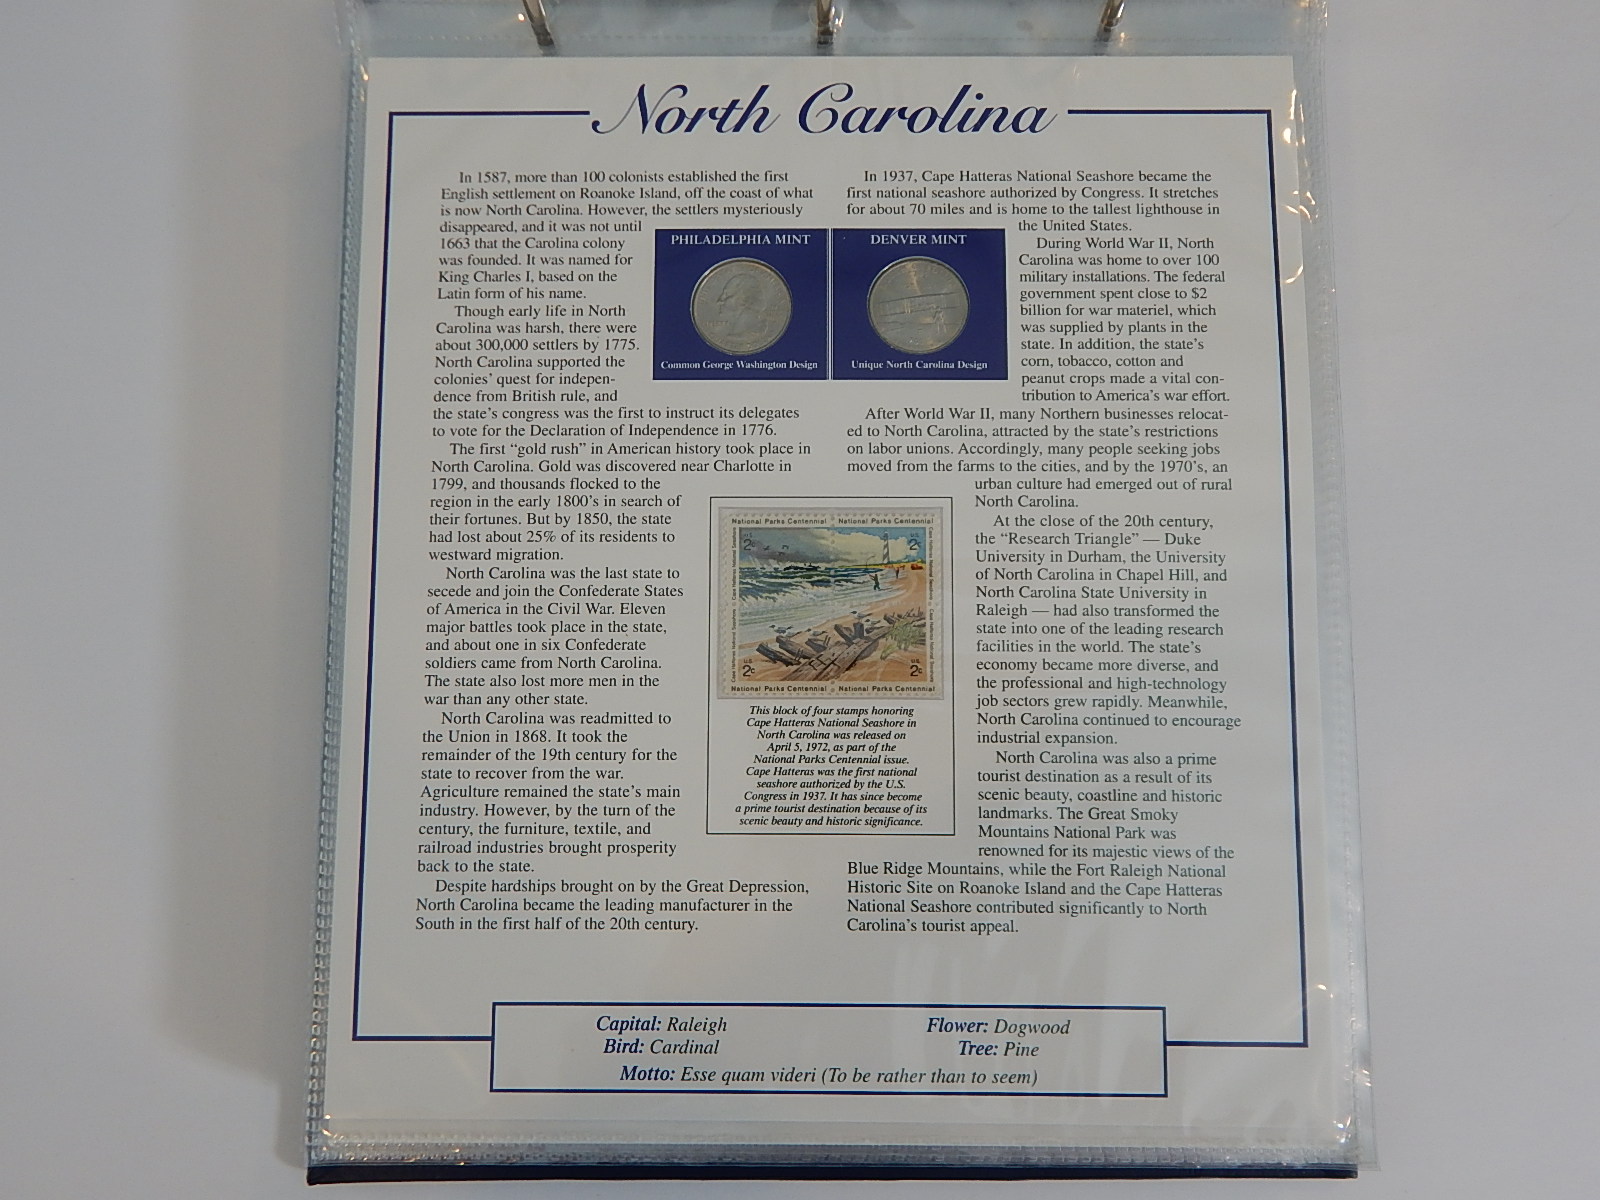 North Carolina
In 1587, more than 100 colonists established the first
English settlement on Roanoke Island, off the coast of what
is now North Carolina. However, the settlers mysteriously
disappeared, and it was not until
1663 that the Carolina colony
was founded. It was named for
King Charles I, based on the
Latin form of his name.
Though early life in North
Carolina was harsh, there were
about 300,000 settlers by 1775.
North Carolina supported the
colonies' quest for indepen-
dence from British rule, and
the state's congress was the first to instruct its delegates
to vote for the Declaration of Independence in 1776.
The first "gold rush" in American history took place in
North Carolina. Gold was discovered near Charlotte in
1799, and thousands flocked to the
region in the early 1800's in search of
their fortunes. But by 1850, the state
had lost about 25% of its residents to
westward migration.
North Carolina was the last state to
secede and join the Confederate States
of America in the Civil War. Eleven
major battles took place in the state,
and about one in six Confederate
soldiers came from North Carolina.
The state also lost more men in the
war than any other state.
North Carolina was readmitted to
the Union in 1868. It took the
remainder of the 19th century for the
state to recover from the war.
Agriculture remained the state's main
industry. However, by the turn of the
century, the furniture, textile, and
railroad industries brought prosperity
back to the state.
Despite hardships brought on by the Great Depression,
North Carolina became the leading manufacturer in the
South in the first half of the 20th century.
PHILADELPHIA MINT
Common George Washington Design
DENVER MINT
Unique North Carolina Design
In 1937, Cape Hatteras National Seashore became the
first national seashore authorized by Congress. It stretches
for about 70 miles and is home to the tallest lighthouse in
the United States.
During World War II, North
Carolina was home to over 100
military installations. The federal
government spent close to $2
billion for war materiel, which
was supplied by plants in the
state. In addition, the state's
corn, tobacco, cotton and
peanut crops made a vital con-
tribution to America's war effort.
After World War II, many Northern businesses relocat-
ed to North Carolina, attracted by the state's restrictions
on labor unions. Accordingly, many people seeking jobs
moved from the farms to the cities, and by the 1970's, an
urban culture had emerged out of rural
North Carolina.
At the close of the 20th century,
the "Research Triangle" — Duke
University in Durham, the University
of North Carolina in Chapel Hill, and
North Carolina State University in
Raleigh — had also transformed the
state into one of the leading research
facilities in the world. The state's
economy became more diverse, and
the professional and high-technology
job sectors grew rapidly. Meanwhile,
North Carolina continued to encourage
industrial expansion.
North Carolina was also a prime
tourist destination as a result of its
scenic beauty, coastline and historic
landmarks. The Great Smoky
Mountains National Park was
renowned for its majestic views of the
Blue Ridge Mountains, while the Fort Raleigh National
Historic Site on Roanoke Island and the Cape Hatteras
National Seashore contributed significantly to North
Carolina's tourist appeal.
National Parks Centennial National Parks Centennial
Cape Hatteras National Seashore
Cape Hatteras National Seashore
Cape Hatteras National Seashore
Cape Hatteras National Seashore
U.S.
2c
U.S.
2c
U.S.
2c
U.S.
2c
National Parks Centennial National Parks Centennial
This block of four stamps honoring
Cape Hatteras National Seashore in
North Carolina was released on
April 5, 1972, as part of the
National Parks Centennial issue.
Cape Hatteras was the first national
seashore authorized by the U.S.
Congress in 1937. It has since become
a prime tourist destination because of its
scenic beauty and historic significance.
Capital: Raleigh
Flower: Dogwood
Bird: Cardinal
Tree: Pine
Motto: Esse quam videri (To be rather than to seem)